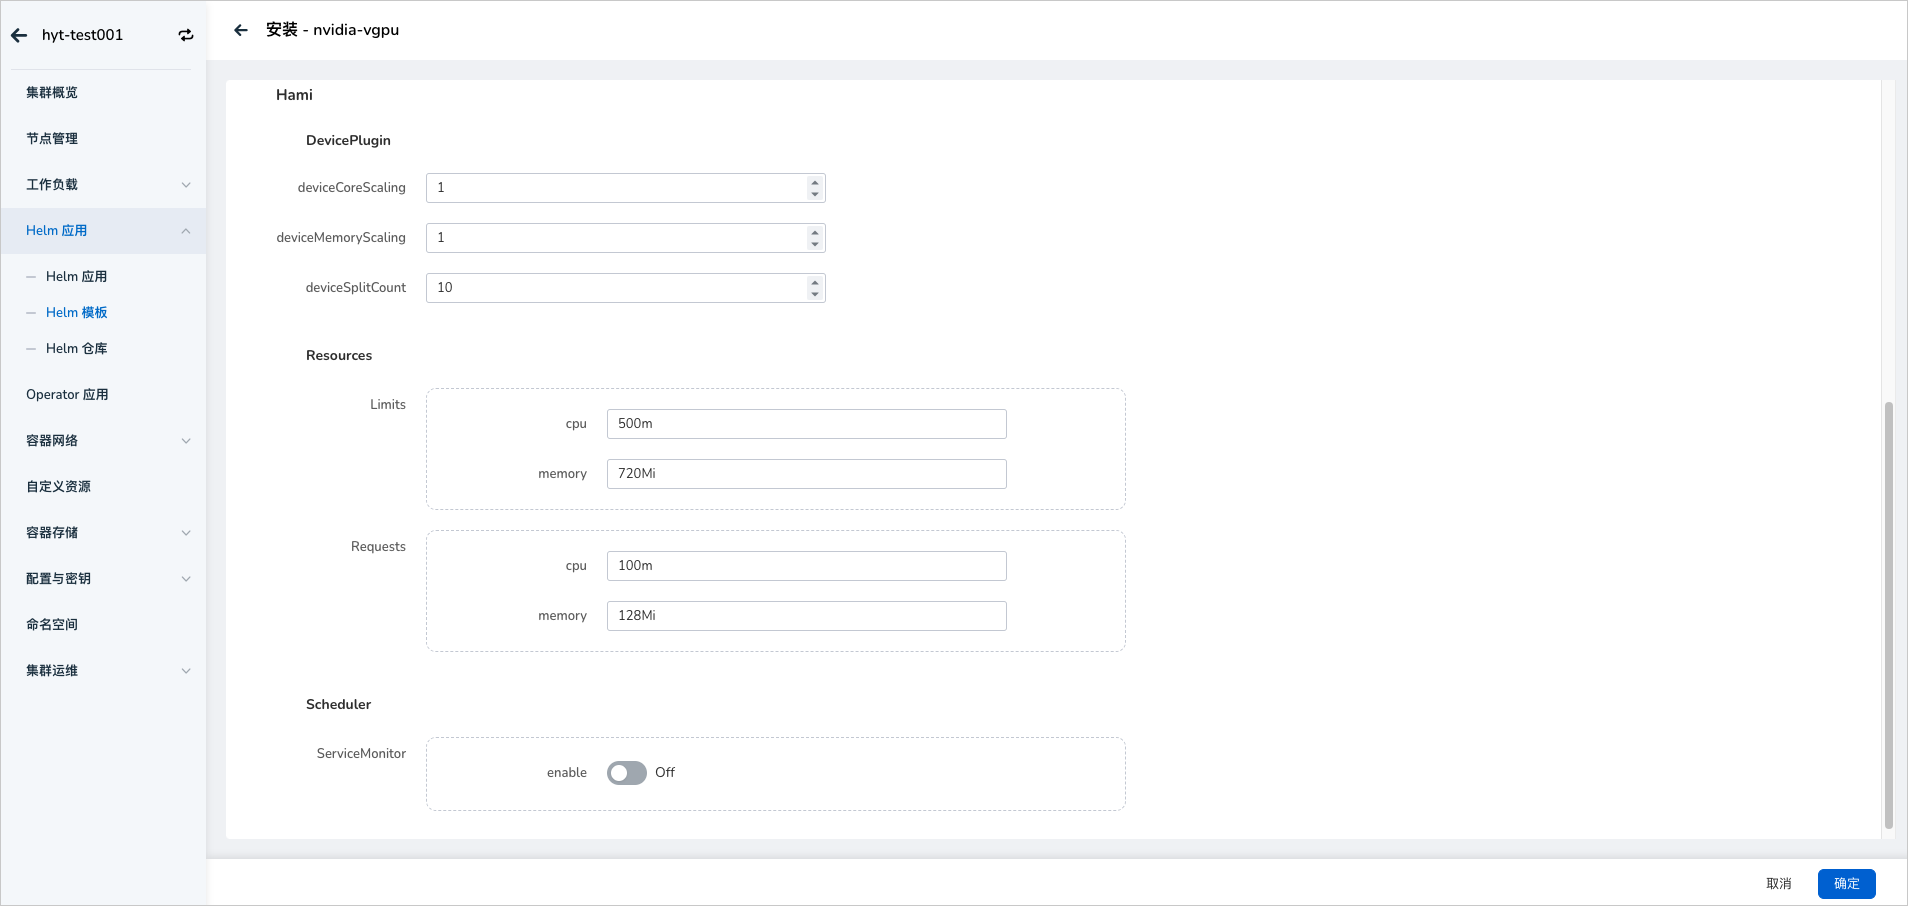 hyt-test001
集群概览
节点管理
工作负载
Helm 应用
Helm 应用
Helm 模板
Helm 仓库
Operator 应用
容器网络
自定义资源
容器存储
配置与密钥
命名空间
集群运维
安装 - nvidia-vgpu
Hami
DevicePlugin
deviceCoreScaling 1
deviceMemoryScaling 1
deviceSplitCount 10
Resources
Limits
cpu 500m
memory 720Mi
Requests
cpu 100m
memory 128Mi
Scheduler
ServiceMonitor
enable Off
取消 确定